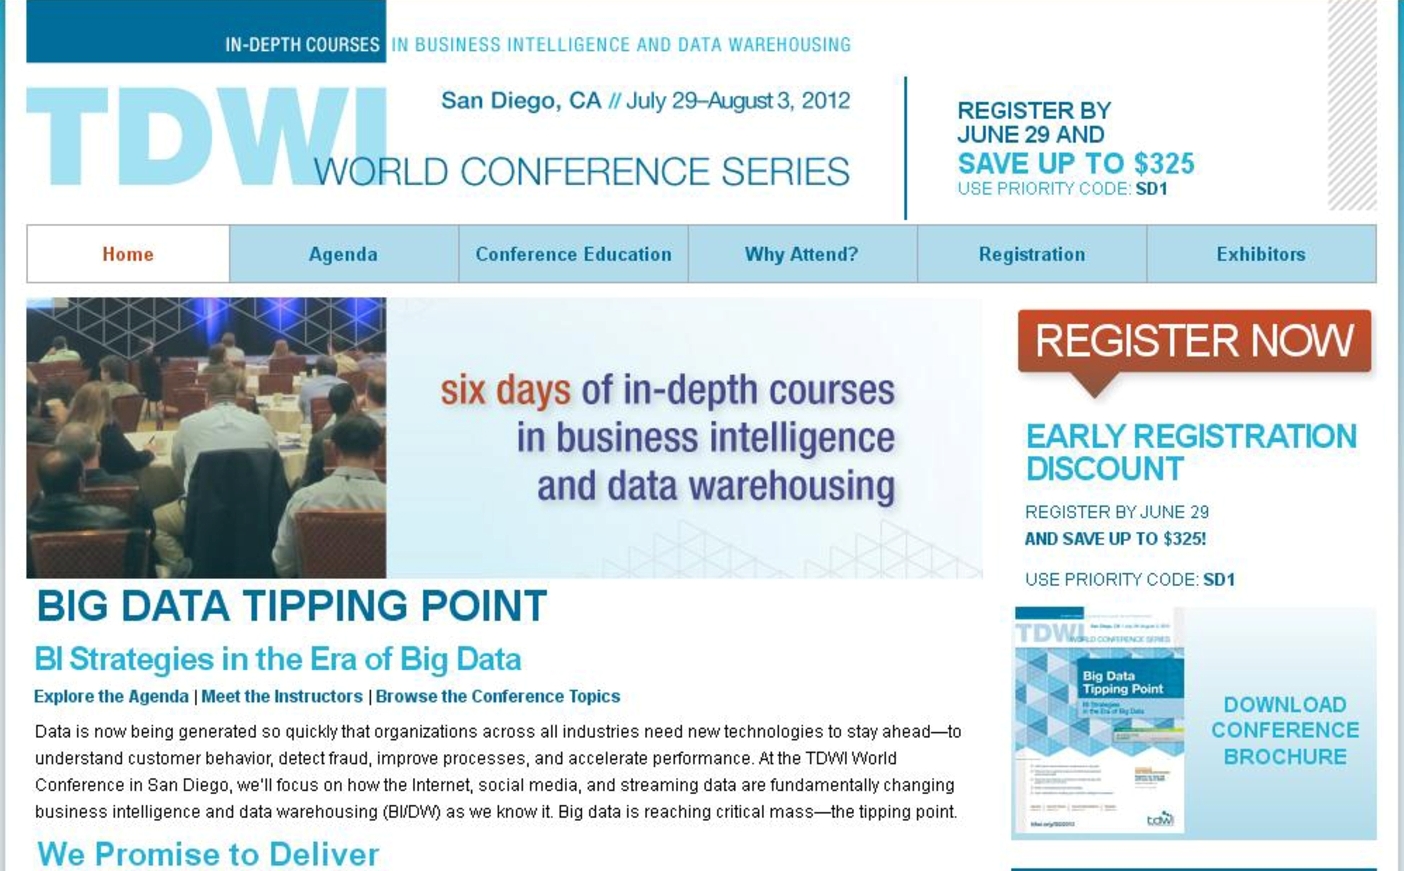 IN-DEPTH COURSES IN BUSINESS INTELLIGENCE AND DATA WAREHOUSING
TDWI
San Diego, CA // July 29–August 3, 2012
WORLD CONFERENCE SERIES
REGISTER BY
JUNE 29 AND
SAVE UP TO $325
USE PRIORITY CODE: SD1
Home Agenda Conference Education Why Attend? Registration Exhibitors
six days of in-depth courses
in business intelligence
and data warehousing
REGISTER NOW
EARLY REGISTRATION
DISCOUNT
REGISTER BY JUNE 29
AND SAVE UP TO $325!
USE PRIORITY CODE: SD1
BIG DATA TIPPING POINT
BI Strategies in the Era of Big Data
Explore the Agenda | Meet the Instructors | Browse the Conference Topics
Data is now being generated so quickly that organizations across all industries need new technologies to stay ahead—to
understand customer behavior, detect fraud, improve processes, and accelerate performance. At the TDWI World
Conference in San Diego, we'll focus on how the Internet, social media, and streaming data are fundamentally changing
business intelligence and data warehousing (BI/DW) as we know it. Big data is reaching critical mass—the tipping point.
We Promise to Deliver
TDWI
WORLD CONFERENCE SERIES
Big Data
Tipping Point
BI Strategies
in the Era of Big Data
tdwi
DOWNLOAD
CONFERENCE
BROCHURE